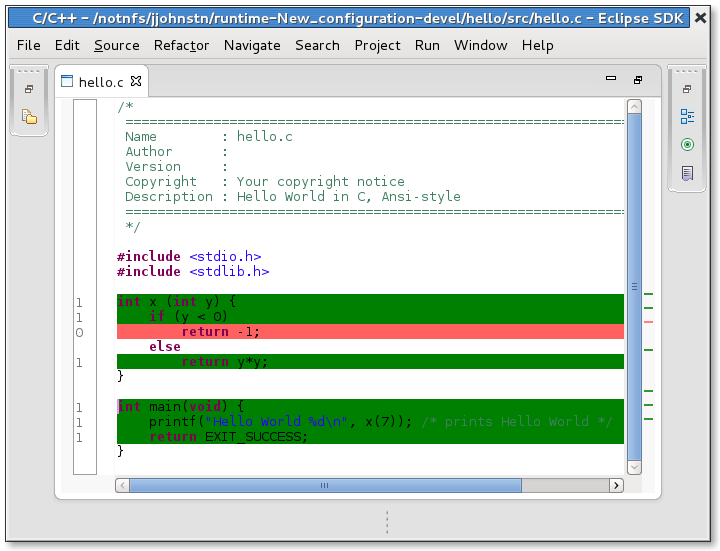 C/C++ - /notnfs/jjohnstn/runtime-New_configuration-devel/hello/src/hello.c - Eclipse SDK
File Edit Source Refactor Navigate Search Project Run Window Help
hello.c
/*
==============================================================
Name        : hello.c
Author      :
Version     :
Copyright   : Your copyright notice
Description : Hello World in C, Ansi-style
==============================================================
*/
#include <stdio.h>
#include <stdlib.h>
1 int x (int y) {
1     if (y < 0)
0         return -1;
    else
1         return y*y;
}
1 int main(void) {
1     printf("Hello World %d\n", x(7)); /* prints Hello World */
1     return EXIT_SUCCESS;
}